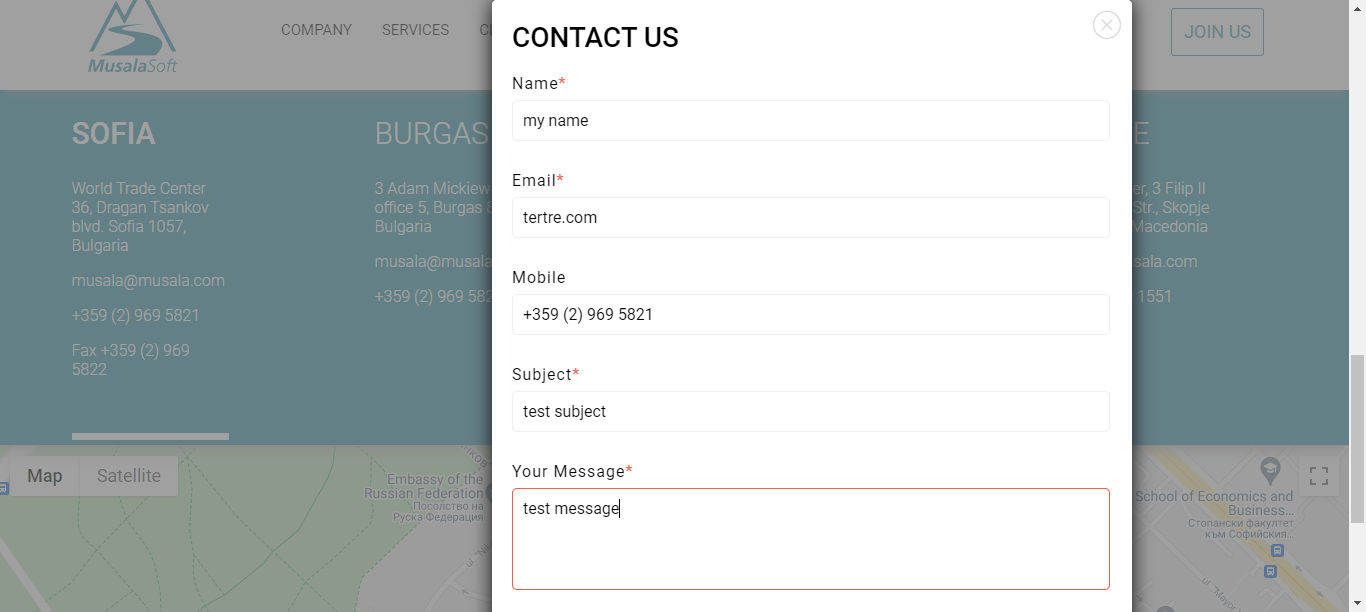 MusalaSoft
COMPANY
SERVICES
JOIN US
CONTACT US
Name*
my name
Email*
tertre.com
Mobile
+359 (2) 969 5821
Subject*
test subject
Your Message*
test message
SOFIA
World Trade Center
36, Dragan Tsankov
blvd. Sofia 1057,
Bulgaria
musala@musala.com
+359 (2) 969 5821
Fax +359 (2) 969
5822
BURGAS
3 Adam Mickiew
office 5, Burgas
Bulgaria
musala@musala
+359 (2) 969 582
E
er, 3 Filip II
Str., Skopje
Macedonia
sala.com
1551
Map
Satellite
Embassy of the
Russian Federation
Посолство на
Руска Федерация
School of Economics and
Business...
Стопански факултет
към Софийския...